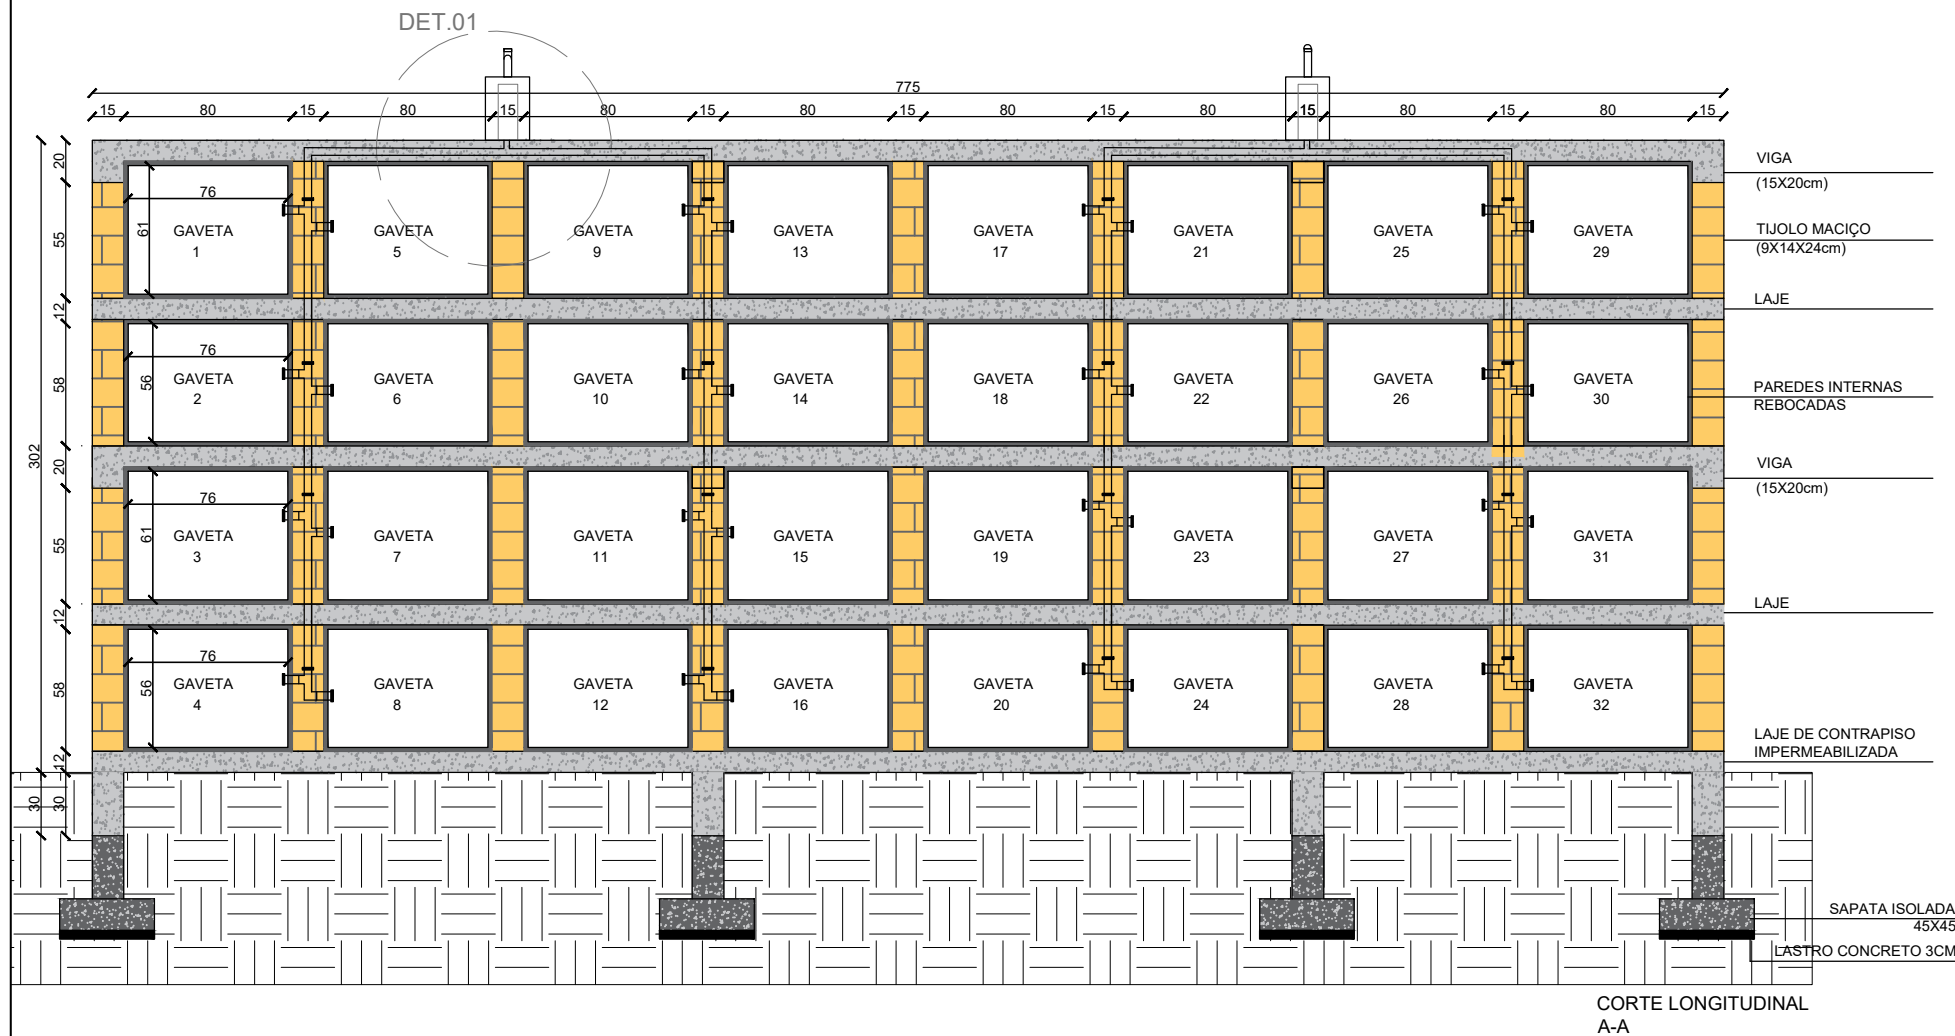 DET.01
775
15 80 15 80 15 80 15 80 15 80 15 80 15 80 15 80 15
302
30
20
55
12
58
20
55
12
58
12
30
76
61
GAVETA
1
GAVETA
5
GAVETA
9
GAVETA
13
GAVETA
17
GAVETA
21
GAVETA
25
GAVETA
29
76
56
GAVETA
2
GAVETA
6
GAVETA
10
GAVETA
14
GAVETA
18
GAVETA
22
GAVETA
26
GAVETA
30
76
61
GAVETA
3
GAVETA
7
GAVETA
11
GAVETA
15
GAVETA
19
GAVETA
23
GAVETA
27
GAVETA
31
76
56
GAVETA
4
GAVETA
8
GAVETA
12
GAVETA
16
GAVETA
20
GAVETA
24
GAVETA
28
GAVETA
32
VIGA
(15X20cm)
TIJOLO MACIÇO
(9X14X24cm)
LAJE
PAREDES INTERNAS
REBOCADAS
VIGA
(15X20cm)
LAJE
LAJE DE CONTRAPISO
IMPERMEABILIZADA
SAPATA ISOLADA
45X45
LASTRO CONCRETO 3CM
CORTE LONGITUDINAL
A-A